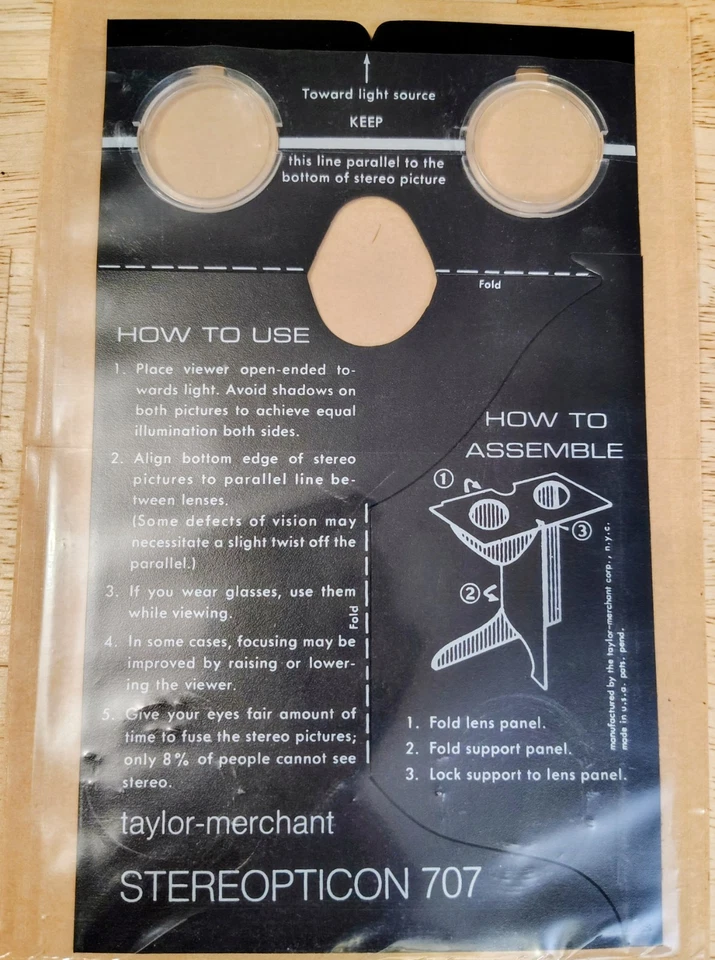 Toward light source
KEEP
this line parallel to the
bottom of stereo picture
Fold
HOW TO USE
1. Place viewer open-ended to-
wards light. Avoid shadows on
both pictures to achieve equal
illumination both sides.
2. Align bottom edge of stereo
pictures to parallel line be-
tween lenses.
(Some defects of vision may
necessitate a slight twist off the
parallel.)
3. If you wear glasses, use them
while viewing.
4. In some cases, focusing may be
improved by raising or lower-
ing the viewer.
5. Give your eyes fair amount of
time to fuse the stereo pictures;
only 8% of people cannot see
stereo.
Fold
HOW TO
ASSEMBLE
1
2
3
manufactured by the taylor-merchant corp., n.y.c.
made in u.s.a. pats. pend.
1. Fold lens panel.
2. Fold support panel.
3. Lock support to lens panel.
taylor-merchant
STEREOPTICON 707